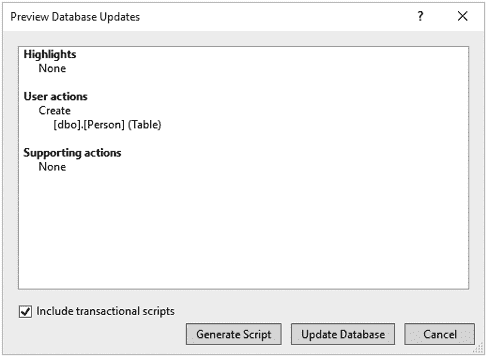 Preview Database Updates
?
Highlights
None
User actions
Create
[dbo].[Person] (Table)
Supporting actions
None
Include transactional scripts
Generate Script
Update Database
Cancel